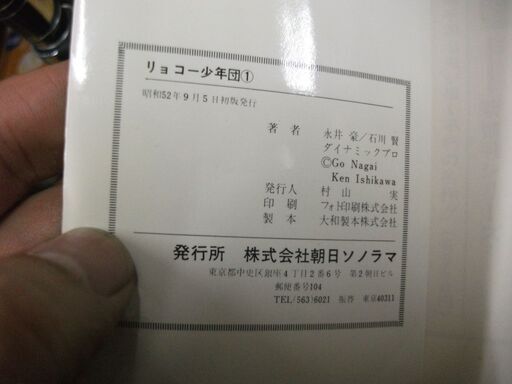 リョコー少年団①
昭和52年9月5日初版発行
著者 永井豪/石川賢
ダイナミックプロ
©Go Nagai
Ken Ishikawa
発行人 村山 実
印刷 フォト印刷株式会社
製本 大和製本株式会社
発行所 株式会社朝日ソノラマ
東京都中央区銀座4丁目2番6号 第2朝日ビル
郵便番号104
TEL/563)6021 振替 東京40311